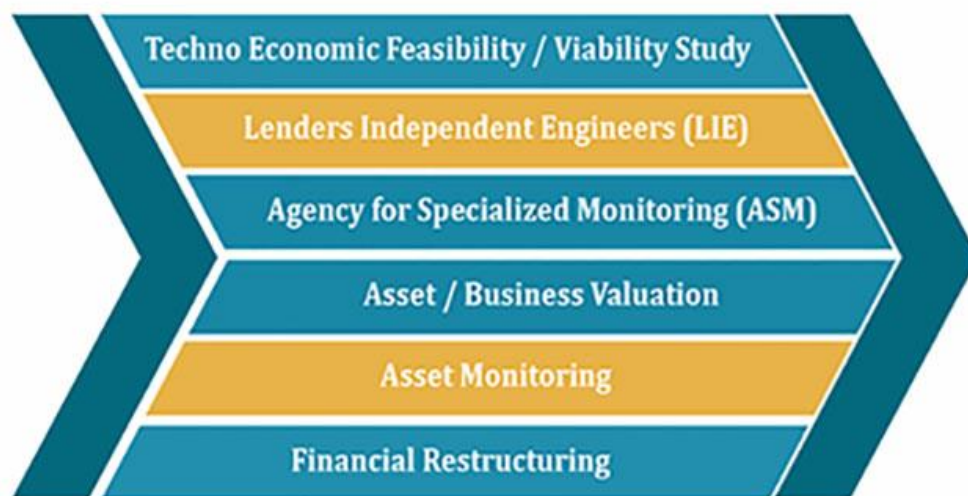 Techno Economic Feasibility / Viability Study
Lenders Independent Engineers (LIE)
Agency for Specialized Monitoring (ASM)
Asset / Business Valuation
Asset Monitoring
Financial Restructuring